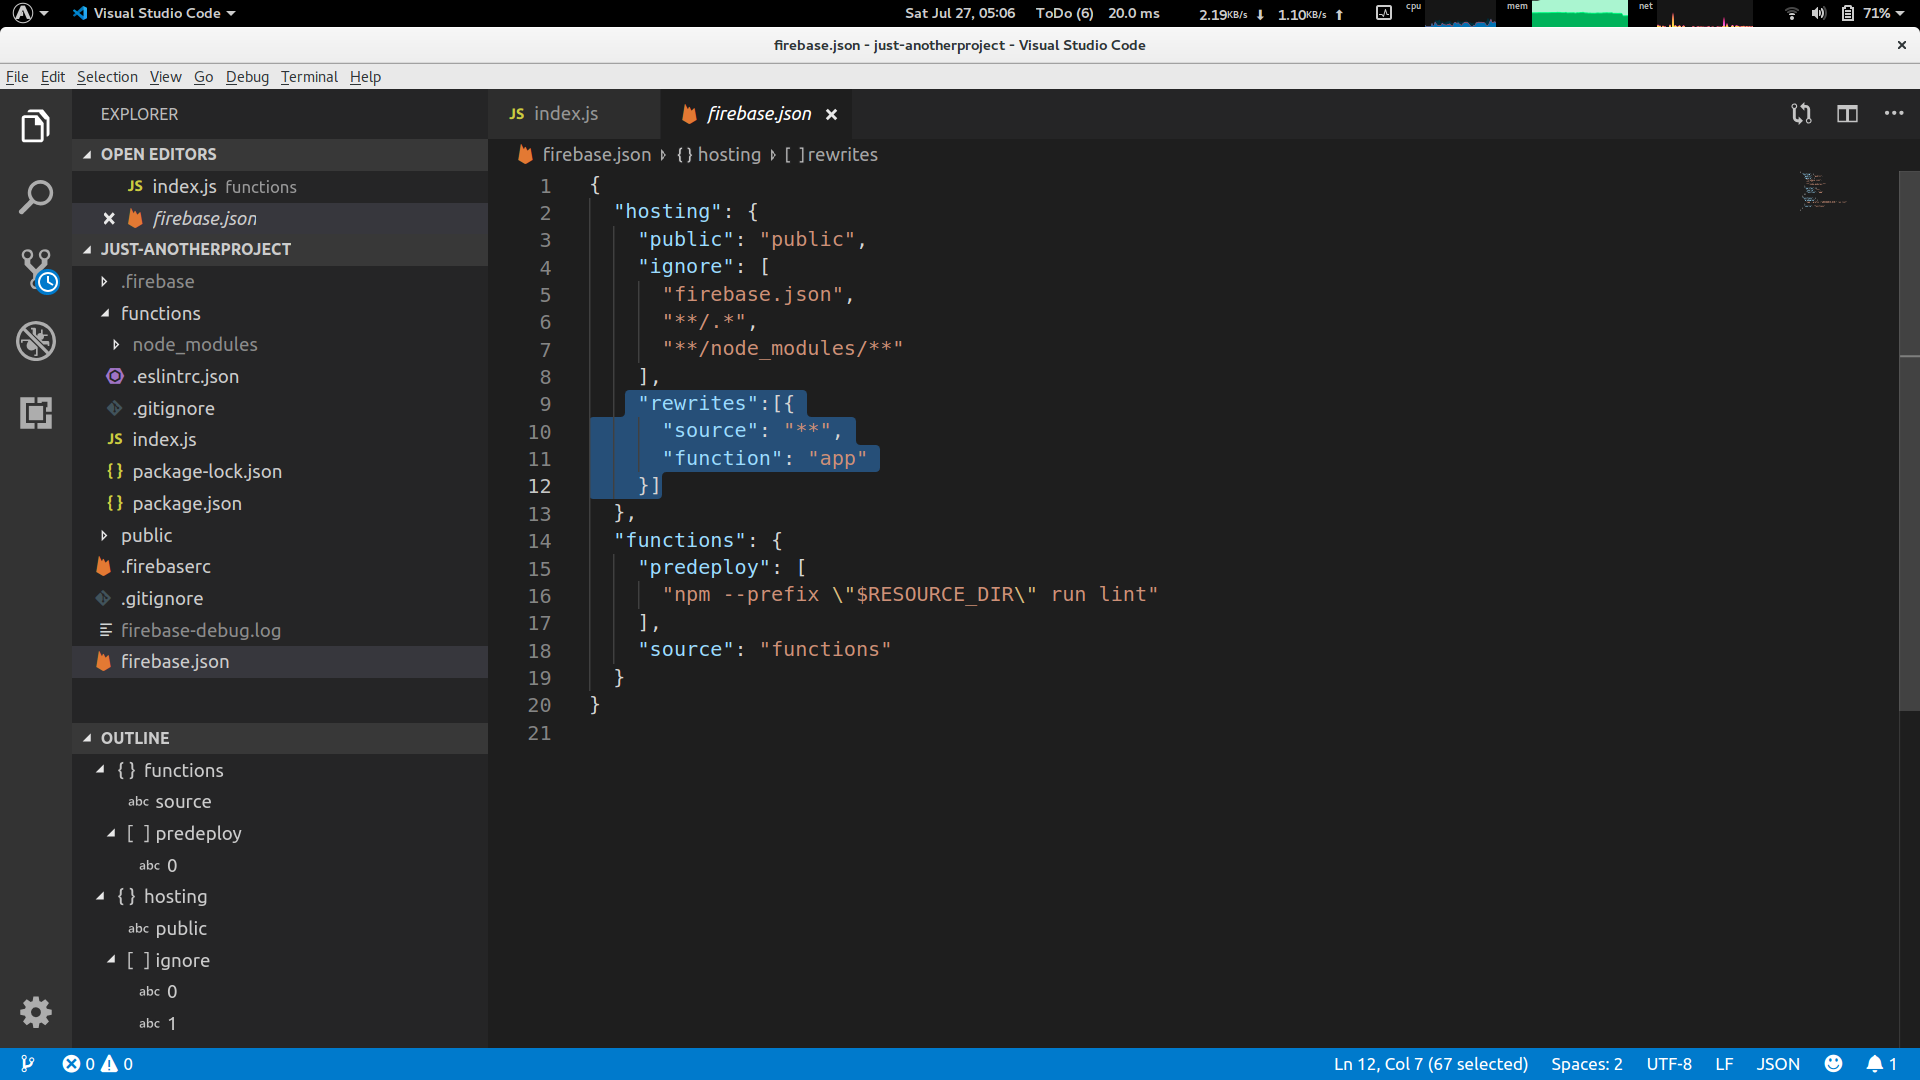 Visual Studio Code
Sat Jul 27, 05:06 ToDo (6) 20.0 ms 2.19KB/s 1.10KB/s cpu mem net 71%
firebase.json - just-anotherproject - Visual Studio Code
File Edit Selection View Go Debug Terminal Help
EXPLORER
OPEN EDITORS
JS index.js functions
firebase.json
JUST-ANOTHERPROJECT
.firebase
functions
node_modules
.eslintrc.json
.gitignore
JS index.js
{} package-lock.json
{} package.json
public
.firebaserc
.gitignore
firebase-debug.log
firebase.json
OUTLINE
{} functions
abc source
[ ] predeploy
abc 0
{} hosting
abc public
[ ] ignore
abc 0
abc 1
JS index.js firebase.json
firebase.json {} hosting [ ] rewrites
1 {
2 "hosting": {
3 "public": "public",
4 "ignore": [
5 "firebase.json",
6 "**/.*",
7 "**/node_modules/**"
8 ],
9 "rewrites":[{
10 "source": "**",
11 "function": "app"
12 }]
13 },
14 "functions": {
15 "predeploy": [
16 "npm --prefix \"$RESOURCE_DIR\" run lint"
17 ],
18 "source": "functions"
19 }
20 }
21
0 0 Ln 12, Col 7 (67 selected) Spaces: 2 UTF-8 LF JSON 1